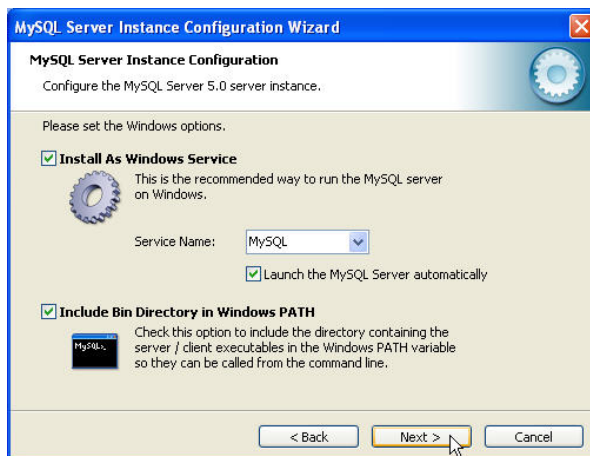 MySQL Server Instance Configuration Wizard
MySQL Server Instance Configuration
Configure the MySQL Server 5.0 server instance.
Please set the Windows options.
Install As Windows Service
This is the recommended way to run the MySQL server
on Windows.
Service Name:
MySQL
Launch the MySQL Server automatically
Include Bin Directory in Windows PATH
MySQL>_
Check this option to include the directory containing the
server / client executables in the Windows PATH variable
so they can be called from the command line.
< Back
Next >
Cancel